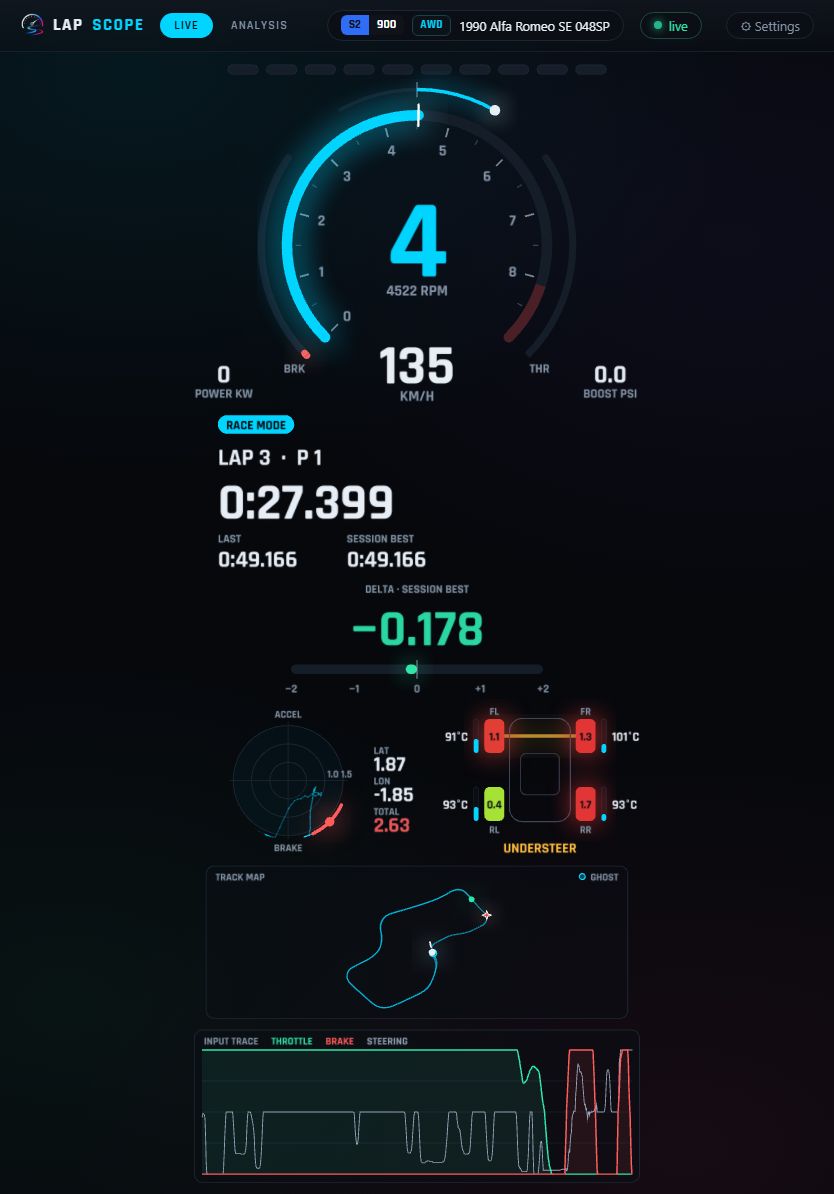 LAP SCOPE LIVE ANALYSIS S2 900 AWD 1990 Alfa Romeo SE 048SP live Settings
4 5
3 6
2 7
1 8
0
4
4522 RPM
135
KM/H
BRK THR
0 0.0
POWER KW BOOST PSI
RACE MODE
LAP 3 · P 1
0:27.399
LAST SESSION BEST
0:49.166 0:49.166
DELTA · SESSION BEST
−0.178
−2 −1 0 +1 +2
ACCEL
1.0 1.5
BRAKE
LAT
1.87
LON
-1.85
TOTAL
2.63
FL FR
91°C 1.1 1.3 101°C
93°C 0.4 1.7 93°C
RL RR
UNDERSTEER
TRACK MAP GHOST
INPUT TRACE THROTTLE BRAKE STEERING